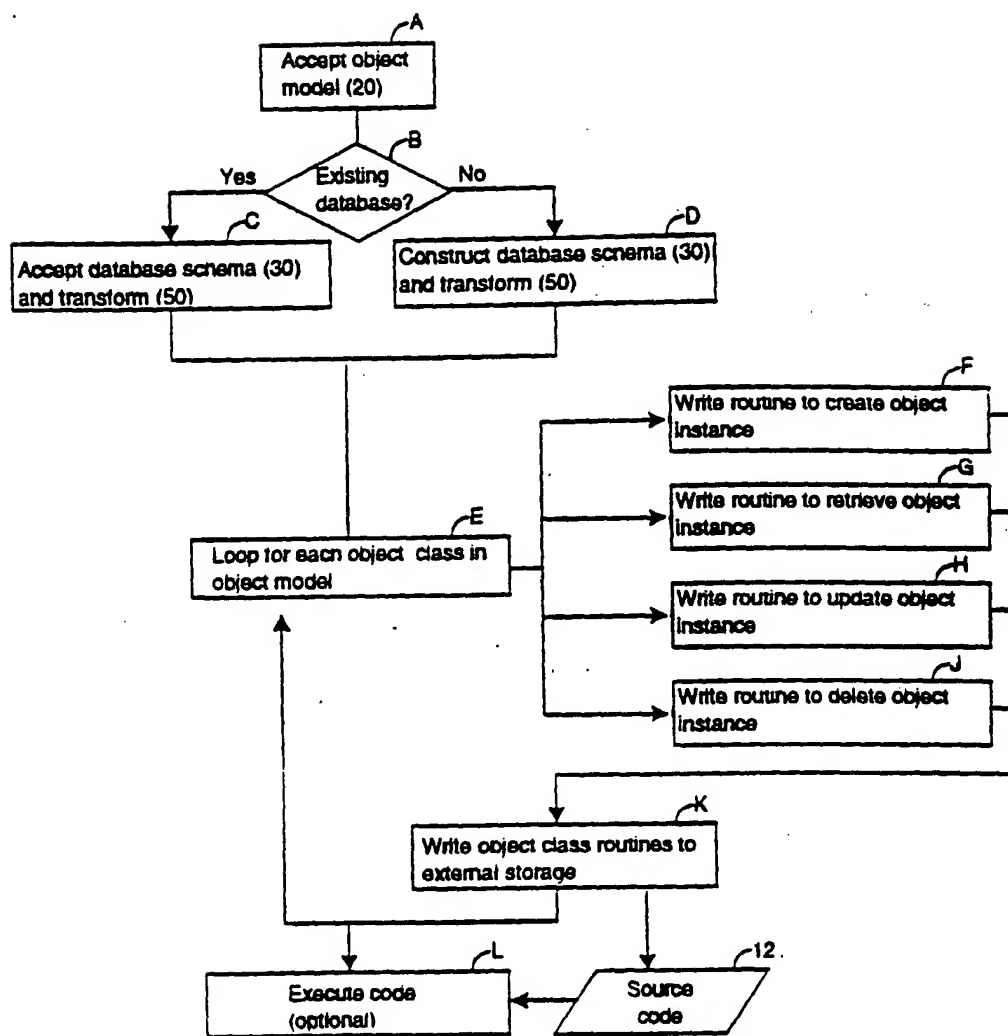 A
Accept object
model (20)
B
Yes
Existing
database?
No
C
Accept database schema (30)
and transform (50)
D
Construct database schema (30)
and transform (50)
E
Loop for each object class in
object model
F
Write routine to create object
instance
G
Write routine to retrieve object
instance
H
Write routine to update object
instance
J
Write routine to delete object
instance
K
Write object class routines to
external storage
L
Execute code
(optional)
12
Source
code